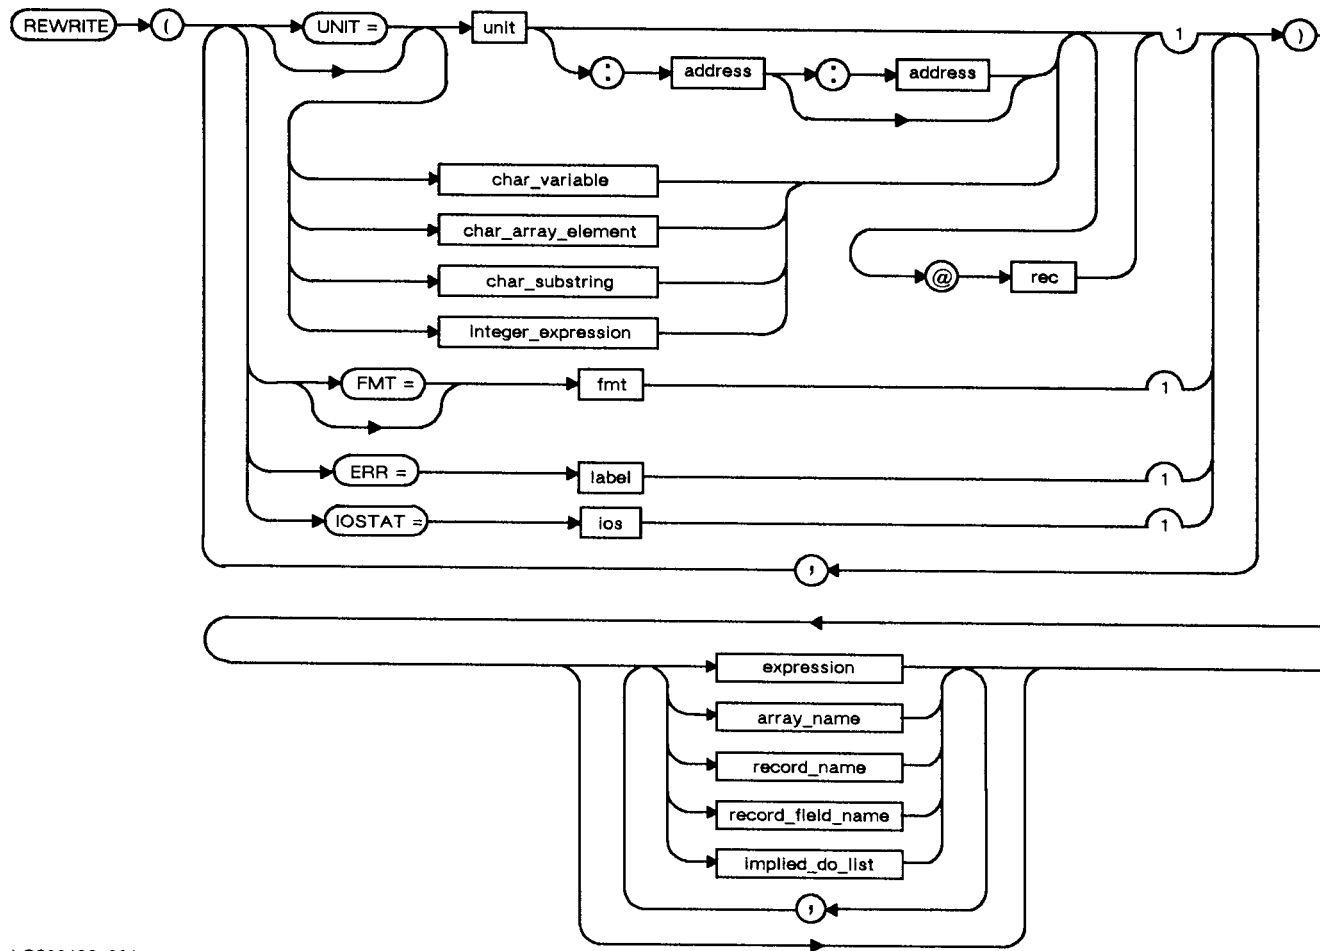 REWRITE ( UNIT = unit 1 )
: address : address
char_variable
char_array_element
char_substring
@ rec
integer_expression
FMT = fmt 1
ERR = label 1
IOSTAT = ios 1
,
expression
array_name
record_name
record_field_name
implied_do_list
,